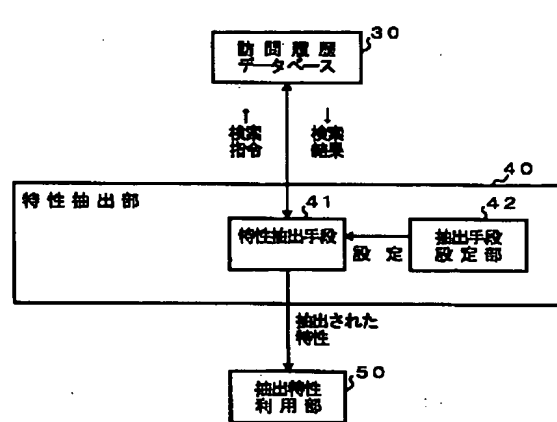 30
訪問履歴
データベース
↑
検索
指令
↓
検索
結果
40
特性抽出部
41
特性抽出手段
設定
42
抽出手段
設定部
抽出された
特性
50
抽出特性
利用部